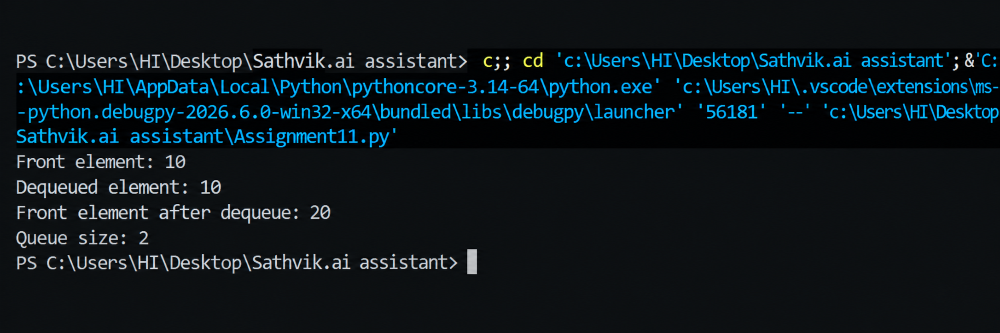 PS C:\Users\HI\Desktop\Sathvik.ai assistant> c;; cd 'c:\Users\HI\Desktop\Sathvik.ai assistant'; &'C:
:\Users\HI\AppData\Local\Python\pythoncore-3.14-64\python.exe' 'c:\Users\HI\.vscode\extensions\ms-
-python.debugpy-2026.6.0-win32-x64\bundled\libs\debugpy\launcher' '56181' '--' 'c:\Users\HI\Desktop
Sathvik.ai assistant\Assignment11.py'
Front element: 10
Dequeued element: 10
Front element after dequeue: 20
Queue size: 2
PS C:\Users\HI\Desktop\Sathvik.ai assistant>